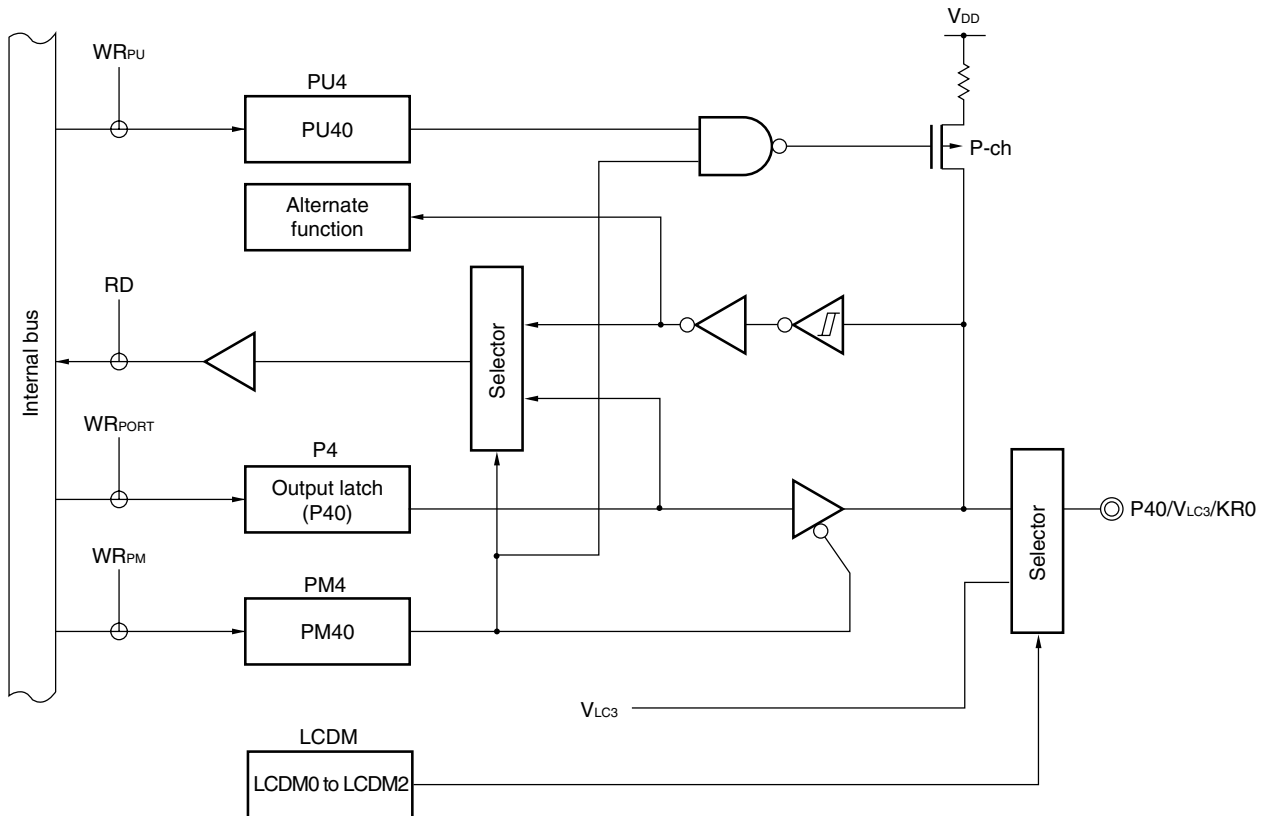 VDD
WRPU
PU4
PU40
P-ch
Alternate
function
RD
Internal bus
Selector
WRPORT
P4
Output latch
(P40)
P40/VLC3/KR0
Selector
WRPM
PM4
PM40
VLC3
LCDM
LCDM0 to LCDM2